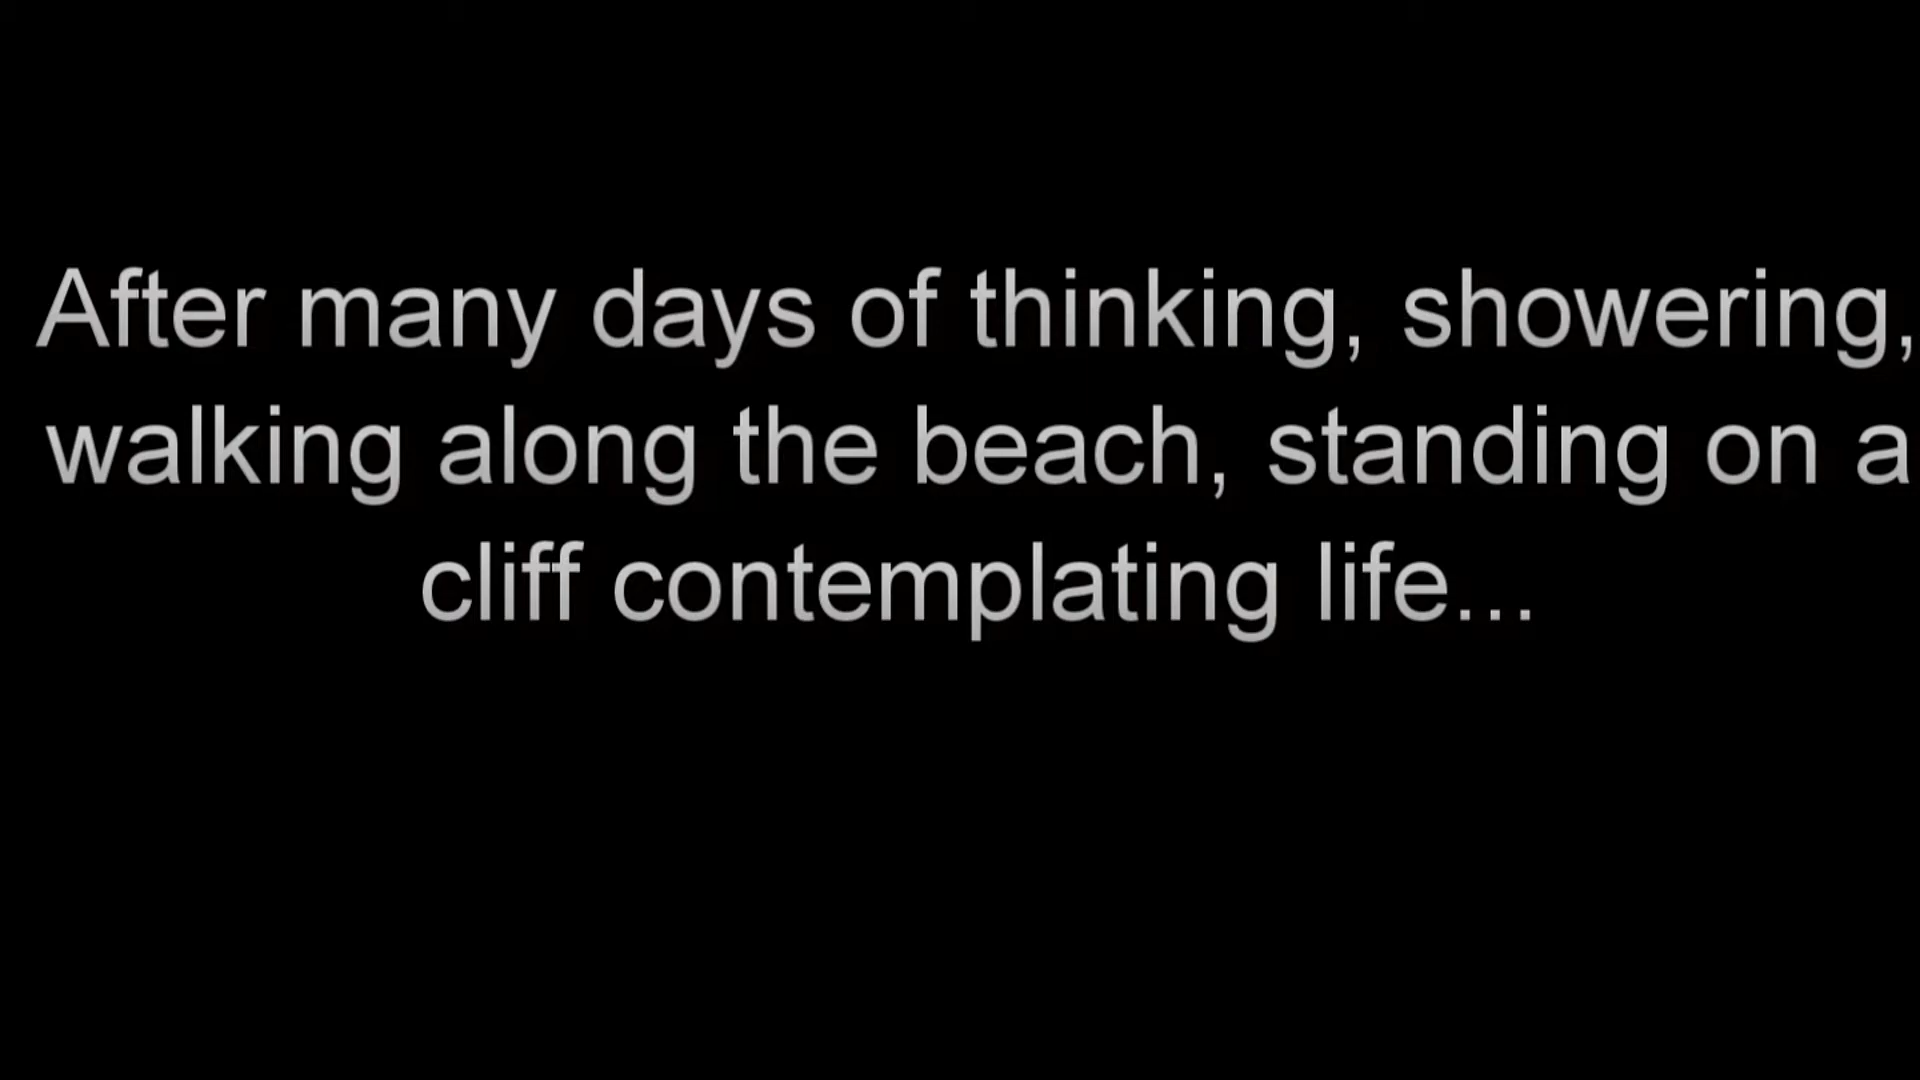 After many days of thinking, showering,
walking along the beach, standing on a
cliff contemplating life...